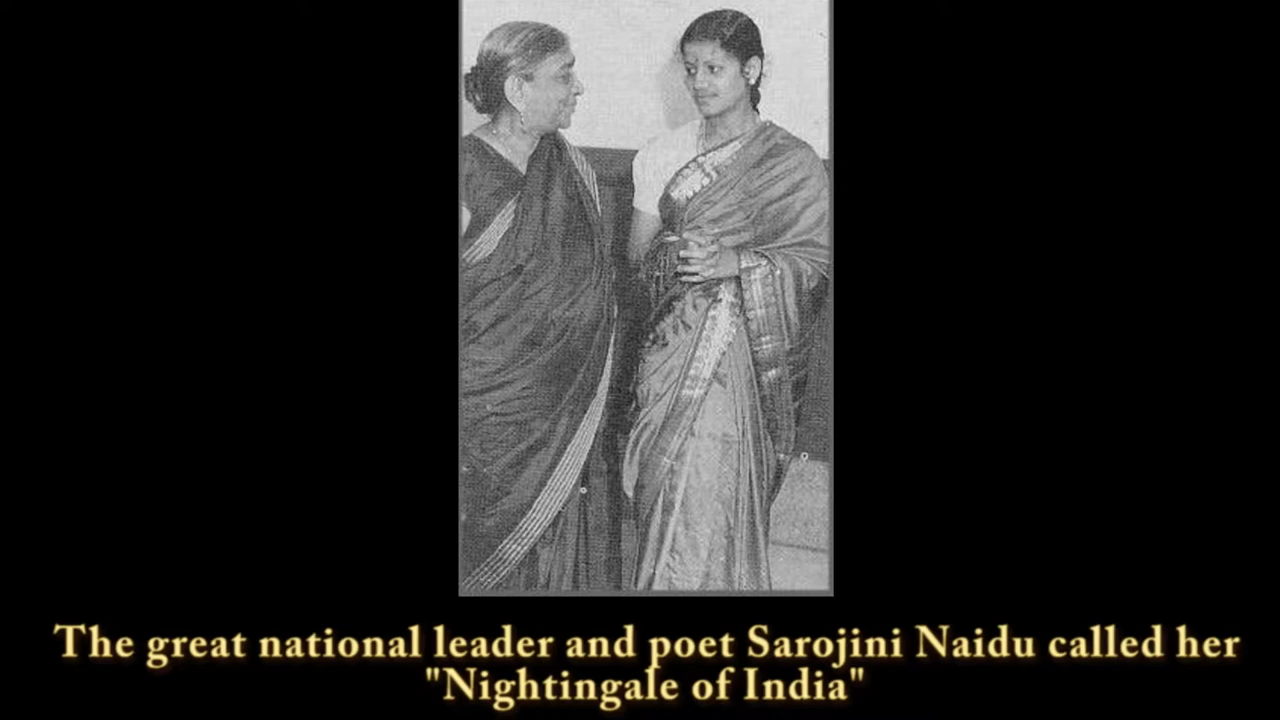 The great national leader and poet Sarojini Naidu called her
"Nightingale of India"